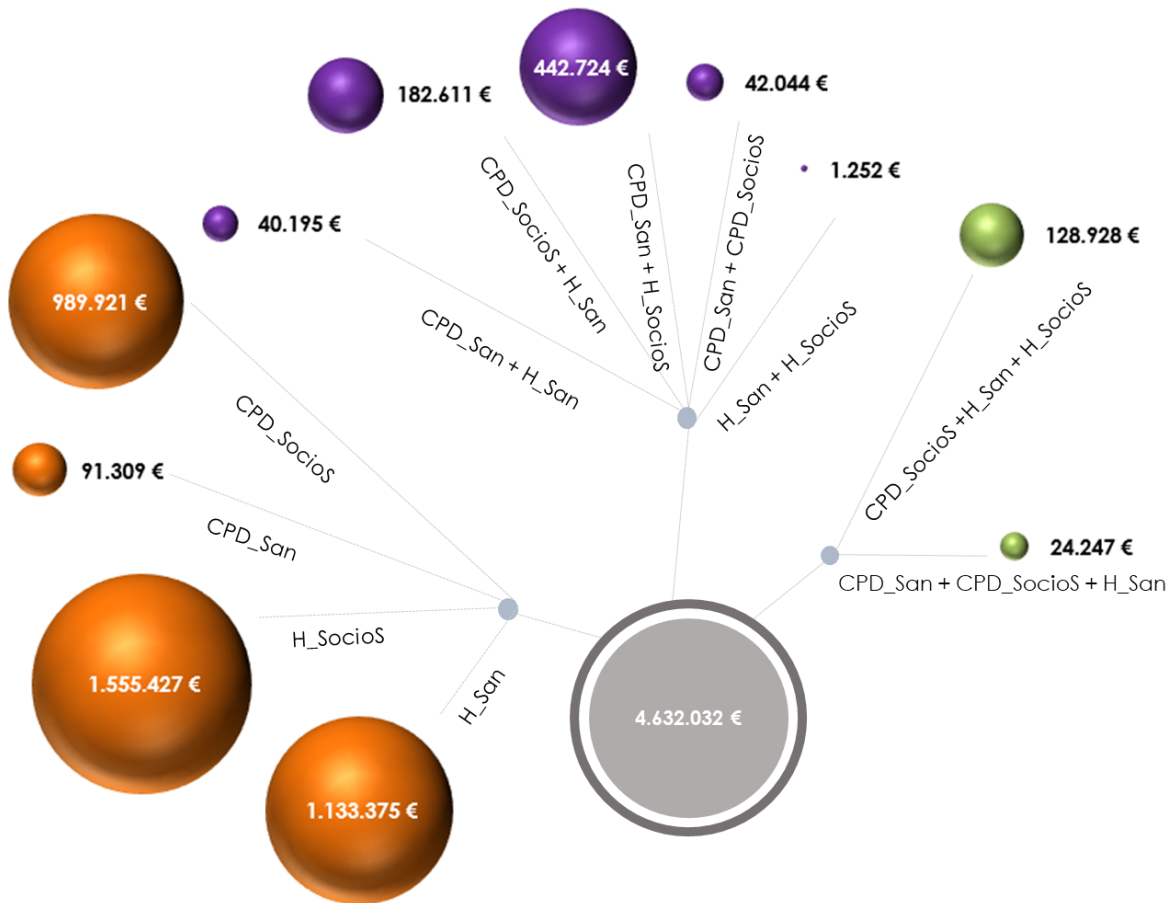 442.724 €
182.611 €
42.044 €
1.252 €
40.195 €
128.928 €
989.921 €
CPD_SocioS + H_San
CPD_San + H_SocioS
CPD_San + CPD_SocioS
CPD_San + H_San
H_San + H_SocioS
CPD_SocioS +H_San + H_SocioS
CPD_SocioS
91.309 €
CPD_San
24.247 €
CPD_San + CPD_SocioS + H_San
H_SocioS
1.555.427 €
H_San
4.632.032 €
1.133.375 €